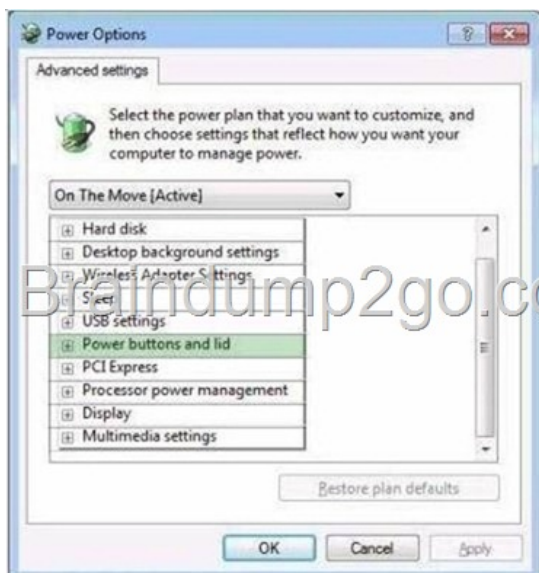 Power Options
Advanced settings
Select the power plan that you want to customize, and
then choose settings that reflect how you want your
computer to manage power.
On The Move [Active]
Hard disk
Desktop background settings
Wireless Adapter Settings
Sleep
Braindump2go.co
USB settings
Power buttons and lid
PCI Express
Processor power management
Display
Multimedia settings
Restore plan defaults
OK
Cancel
Apply